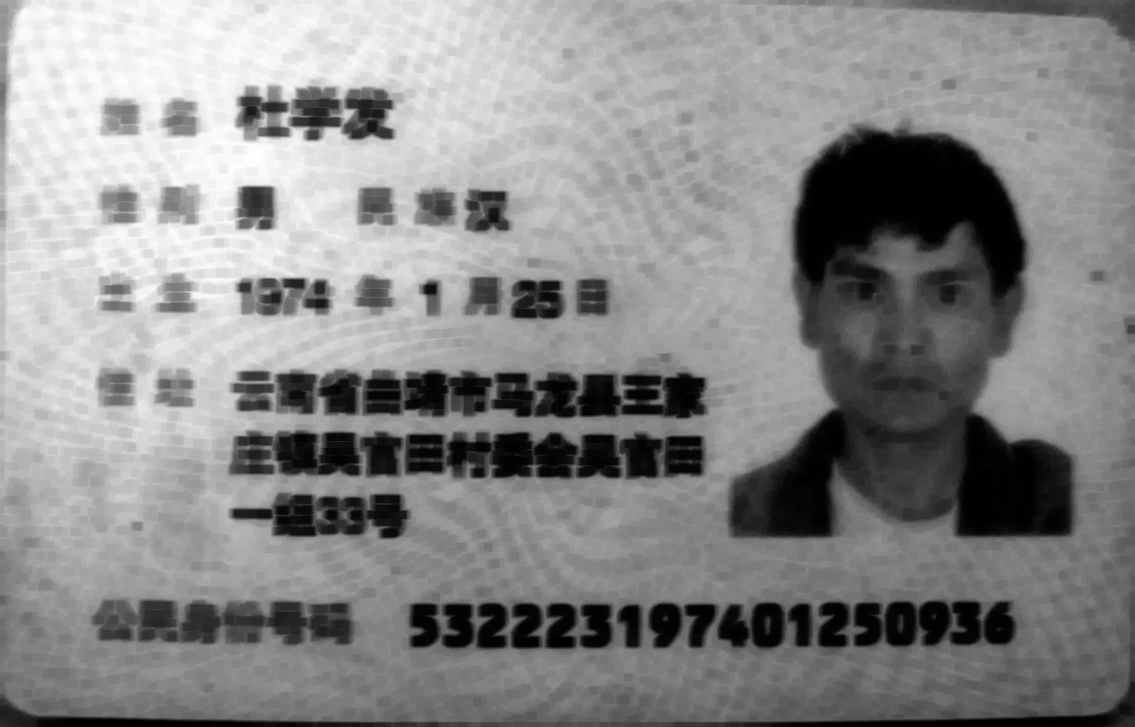 姓名 杜学发
性别 男 民族 汉
出生 1974 年 1 月 25 日
住址 云南省曲靖市马龙县王家
庄镇吴官田村委会吴官田
一组33号
公民身份号码 532223197401250936